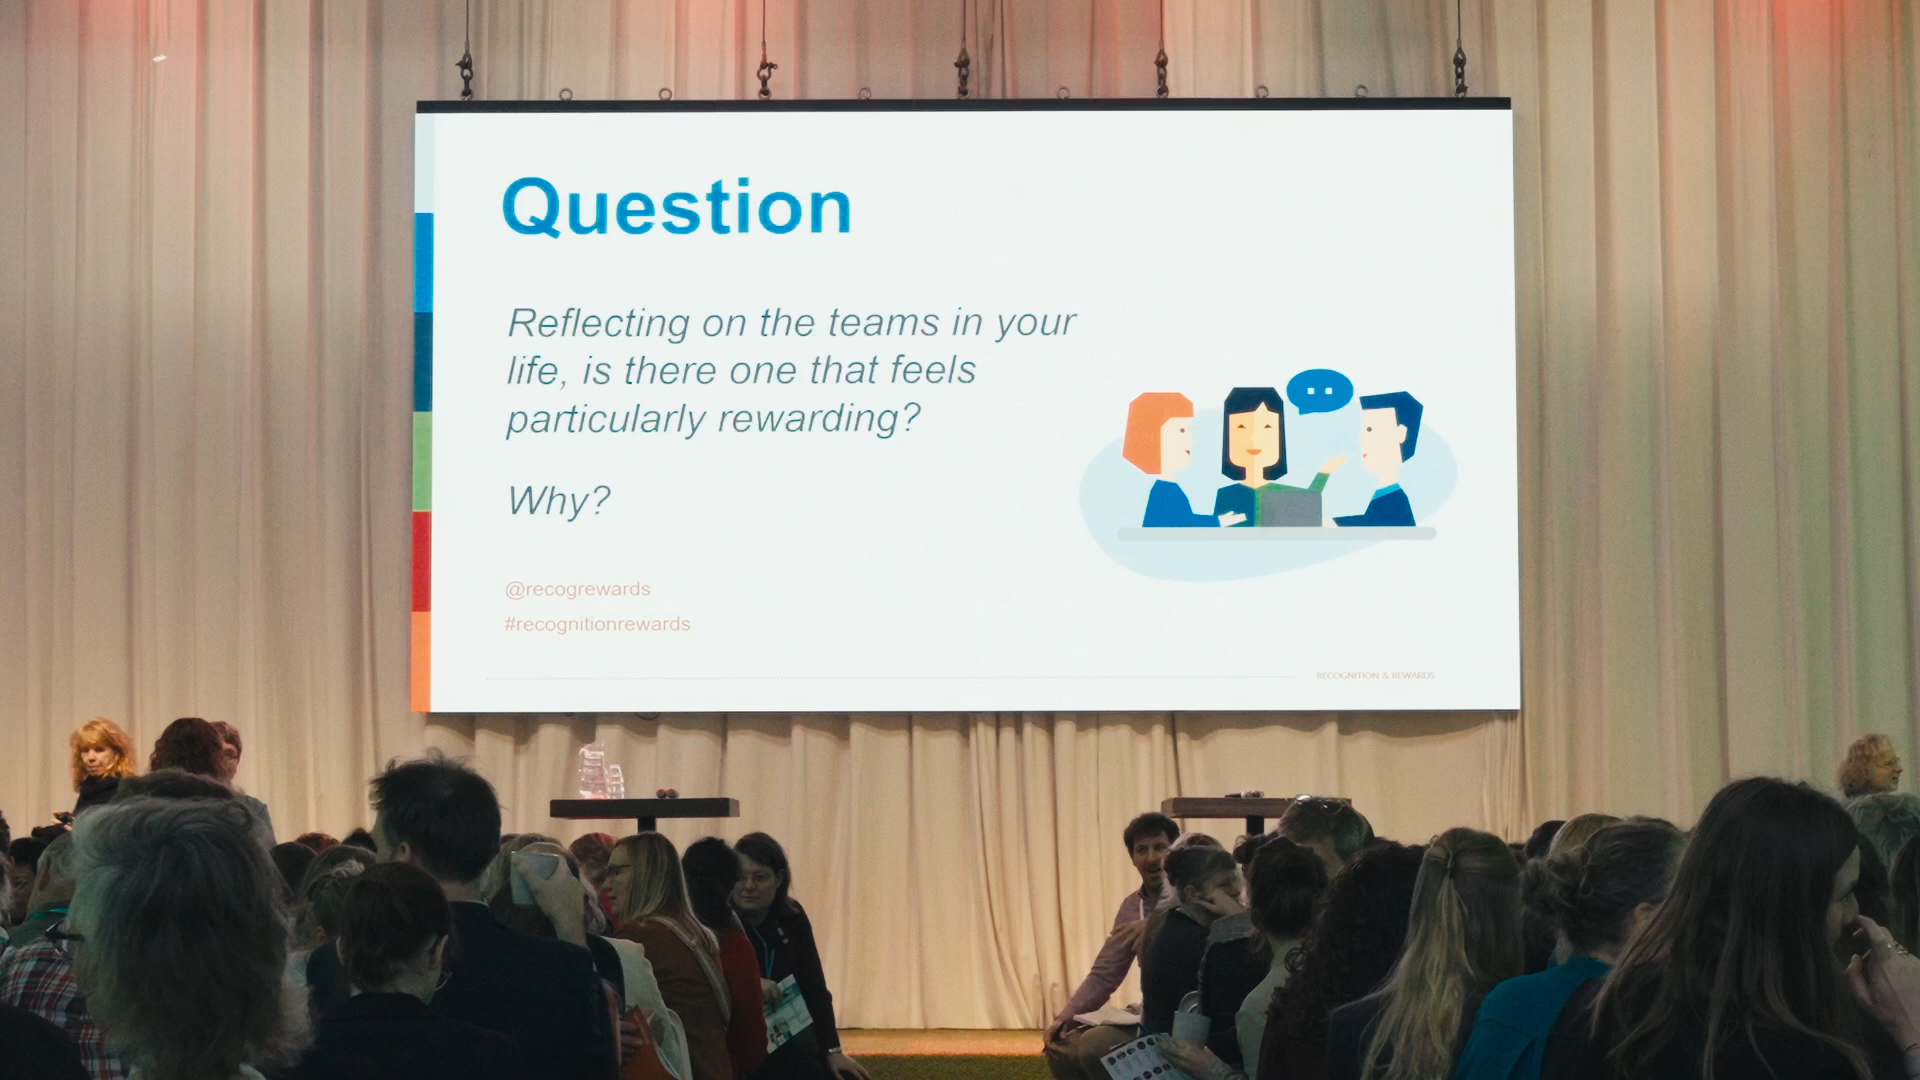 Question
Reflecting on the teams in your
life, is there one that feels
particularly rewarding?
Why?
@recogrewards
#recognitionrewards
RECOGNITION & REWARDS